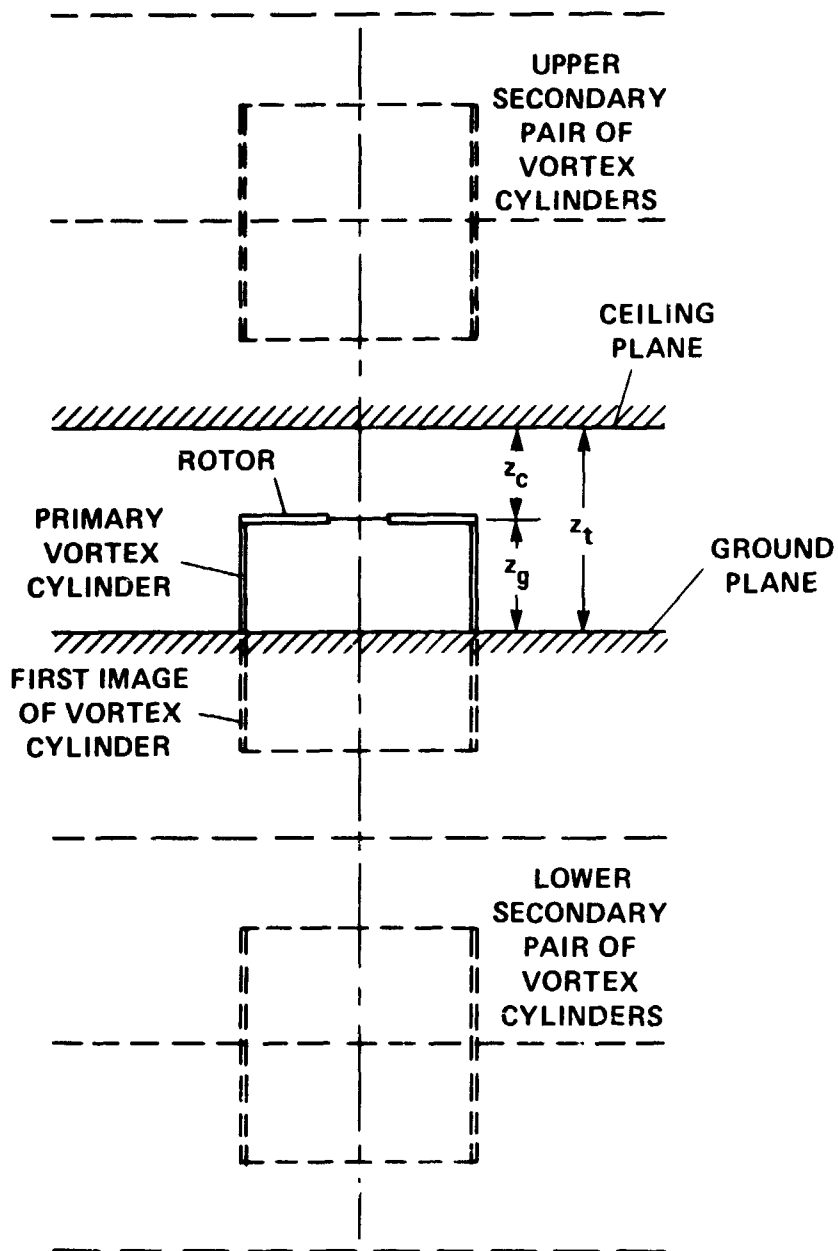 UPPER
SECONDARY
PAIR OF
VORTEX
CYLINDERS
CEILING
PLANE
ROTOR
z_c
z_t
PRIMARY
VORTEX
CYLINDER
z_g
GROUND
PLANE
FIRST IMAGE
OF VORTEX
CYLINDER
LOWER
SECONDARY
PAIR OF
VORTEX
CYLINDERS